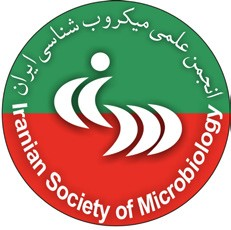 انجمن علمی میکروب شناسی ایران
Iranian Society of Microbiology